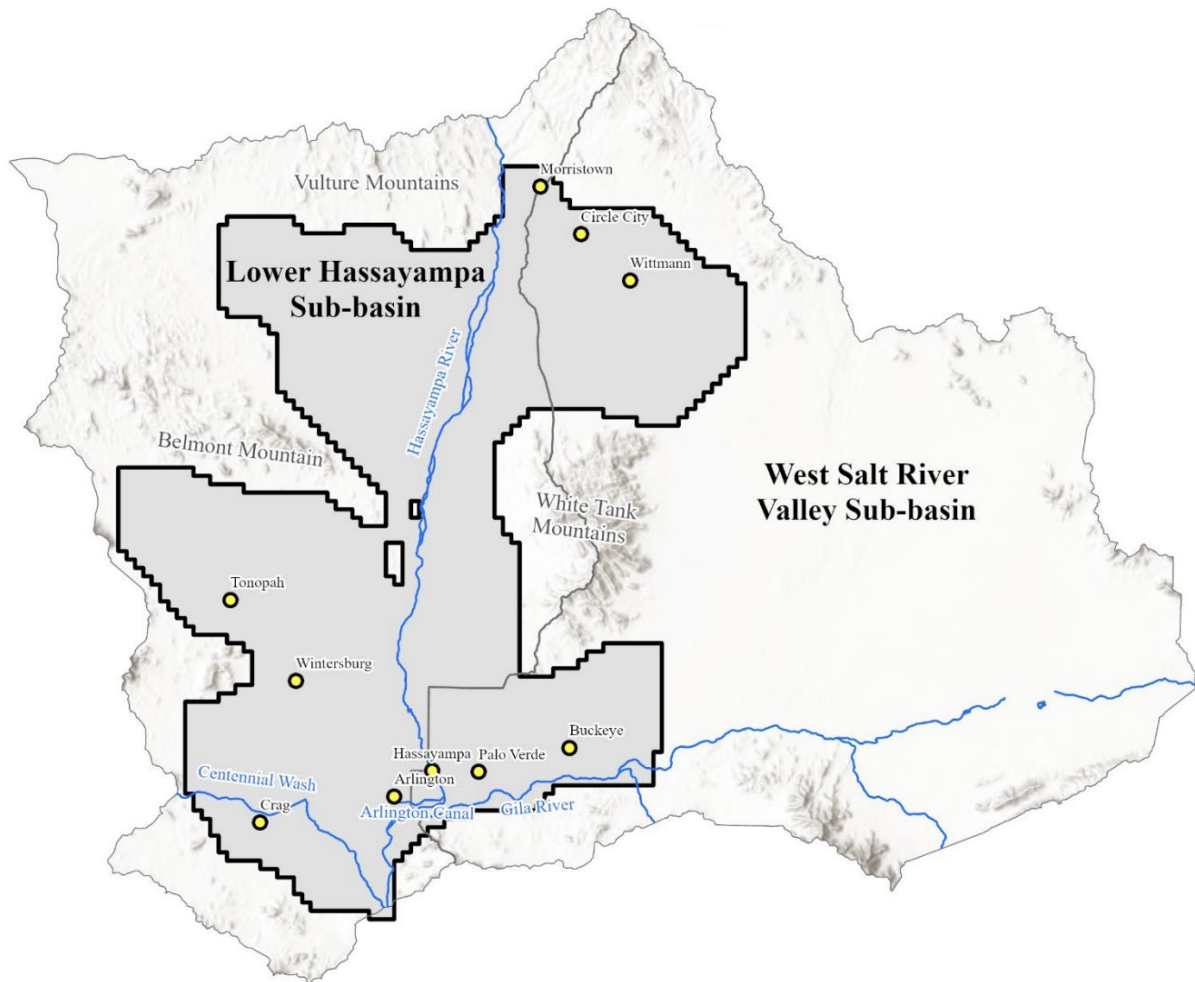 Morristown
Vulture Mountains
Circle City
Lower Hassayampa
Sub-basin
Wittmann
Hassayampa River
Belmont Mountain
West Salt River
Valley Sub-basin
White Tank
Mountains
Tonopah
Wintersburg
Buckeye
Hassayampa
Palo Verde
Centennial Wash
Arlington
Crag
Arlington Canal
Gila River